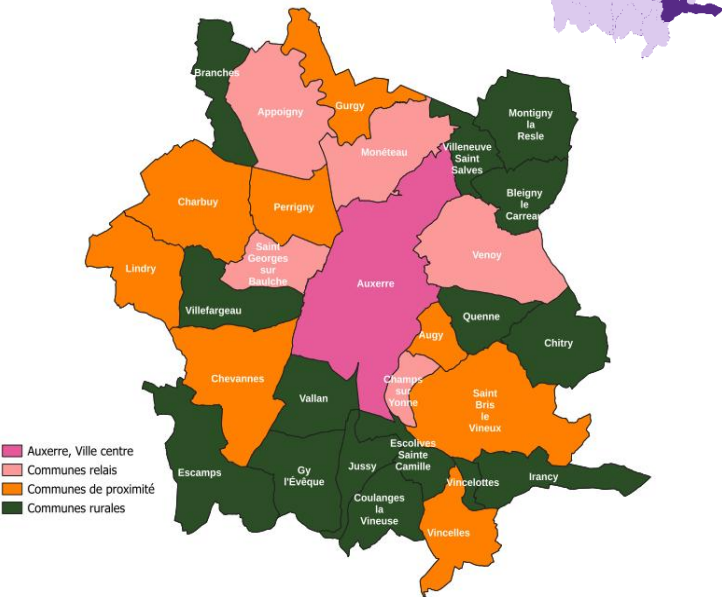 Branches
Appoigny
Gurgy
Montigny
la
Resle
Monéteau
Villeneuve
Saint
Salves
Bleigny
le
Carreau
Charbuy
Perrigny
Saint
Georges
sur
Baulche
Venoy
Lindry
Auxerre
Villefargeau
Quenne
Augy
Chitry
Chevannes
Champs
sur
Yonne
Vallan
Saint
Bris
le
Vineux
Auxerre, Ville centre
Communes relais
Communes de proximité
Communes rurales
Escamps
Gy
l'Évêque
Jussy
Escolives
Sainte
Camille
Coulanges
la
Vineuse
Vincelottes
Irancy
Vincelles